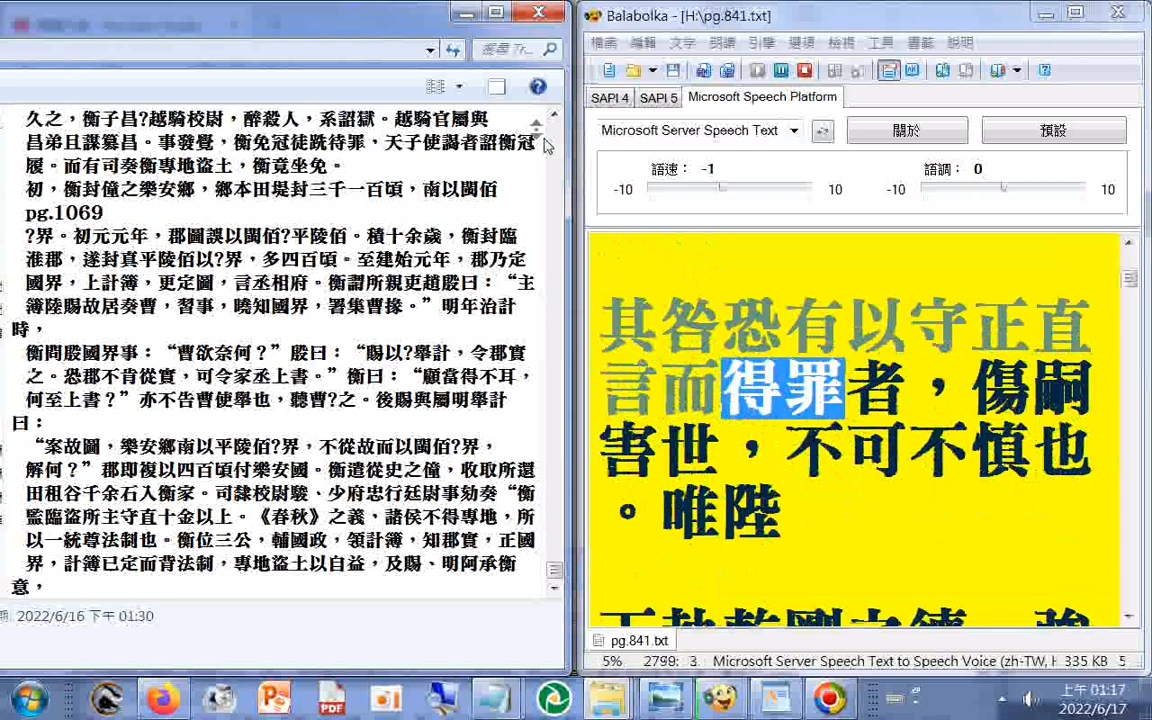 久之，衡子昌?越騎校尉，醉殺人，系詔獄。越騎官屬與
昌弟且謀篡昌。事發覺，衡免冠徒跣待罪，天子使謁者詔衡冠
履。而有司奏衡專地盜土，衡竟坐免。
初，衡封僮之樂安鄉，鄉本田堤封三千一百頃，南以閩佰
pg.1069
?界。初元元年，郡圖誤以閩佰?平陵佰。積十余歲，衡封臨
淮郡，遂封真平陵佰以?界，多四百頃。至建始元年，郡乃定
國界，上計簿，更定圖，言丞相府。衡謂所親吏趙殷曰：“主
簿陸賜故居奏曹，習事，曉知國界，署集曹掾。”明年治計
時，
衡問殷國界事：“曹欲奈何？”殷曰：“賜以?舉計，令郡實
之。恐郡不肯從實，可令家丞上書。”衡曰：“顧當得不耳，
何至上書？”亦不告曹使舉也，聽曹?之。後賜與屬明舉計
曰：
“案故圖，樂安鄉南以平陵佰?界，不從故而以閩佰?界，
解何？”郡即複以四百頃付樂安國。衡遣從史之僮，收取所還
田租谷千余石入衡家。司隸校尉駿、少府忠行廷尉事劾奏“衡
監臨盜所主守直十金以上。《春秋》之義，諸侯不得專地，所
以一統尊法制也。衡位三公，輔國政，領計簿，知郡實，正國
界，計簿已定而背法制，專地盜土以自益，及賜、明阿承衡
意，
2022/6/16 下午 01:30
Balabolka - [H:\pg.841.txt]
檔案 編輯 文字 朗讀 引擎 選項 檢視 工具 書籤 說明
SAPI 4 SAPI 5 Microsoft Speech Platform
Microsoft Server Speech Text 關於 預設
語速： -1 語調： 0
-10 10 -10 10
其咎恐有以守正直
言而得罪者，傷嗣
害世，不可不慎也
。唯陛
pg.841.txt
5% 2799: 3. Microsoft Server Speech Text to Speech Voice (zh-TW, H 335 KB 5
上午 01:17
2022/6/17